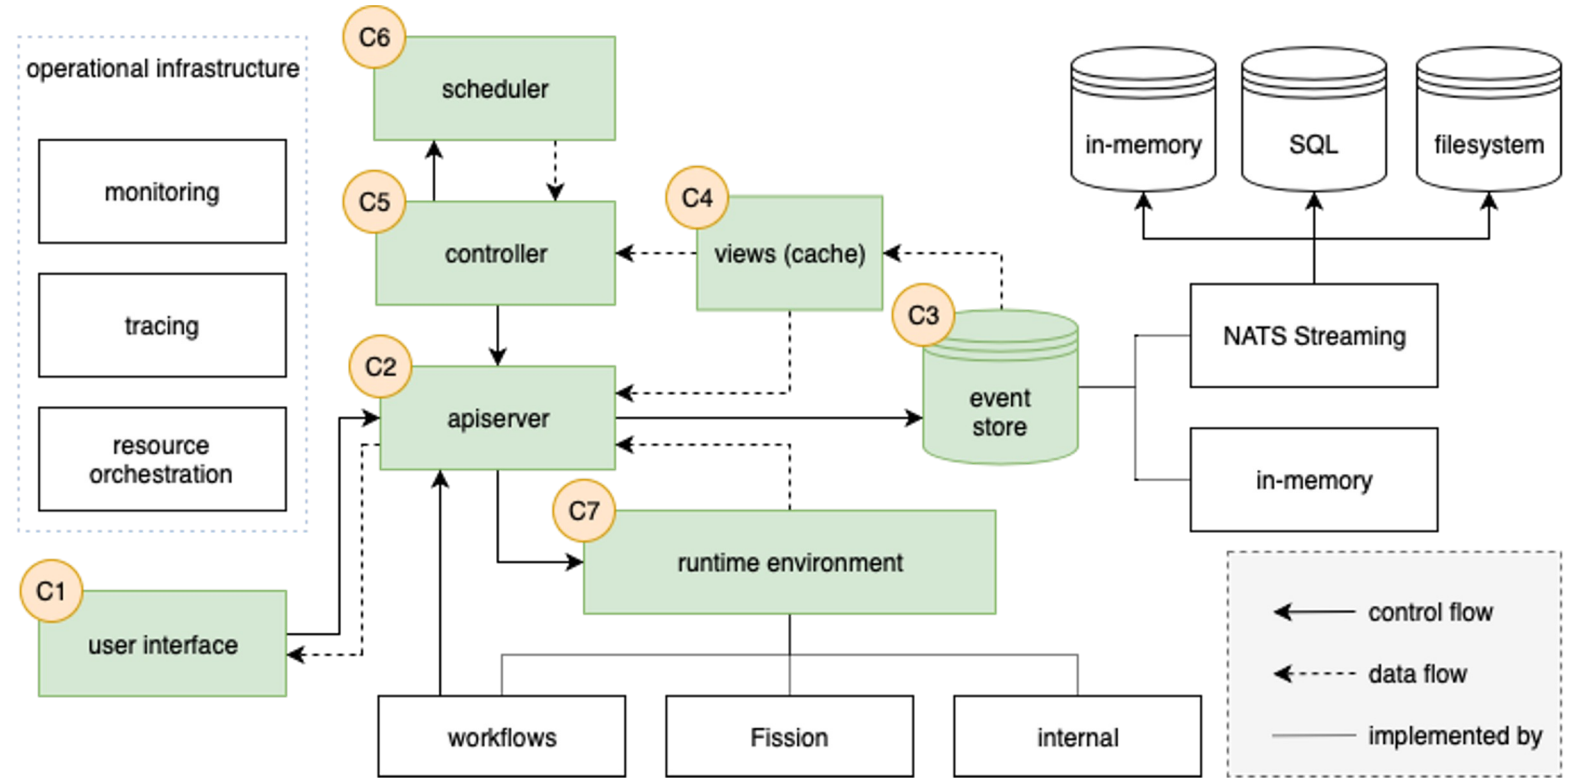 operational infrastructure
monitoring
tracing
resource
orchestration
C6
scheduler
C5
controller
C4
views (cache)
C3
event
store
C2
apiserver
C7
runtime environment
C1
user interface
workflows
Fission
internal
in-memory
SQL
filesystem
NATS Streaming
in-memory
control flow
data flow
implemented by